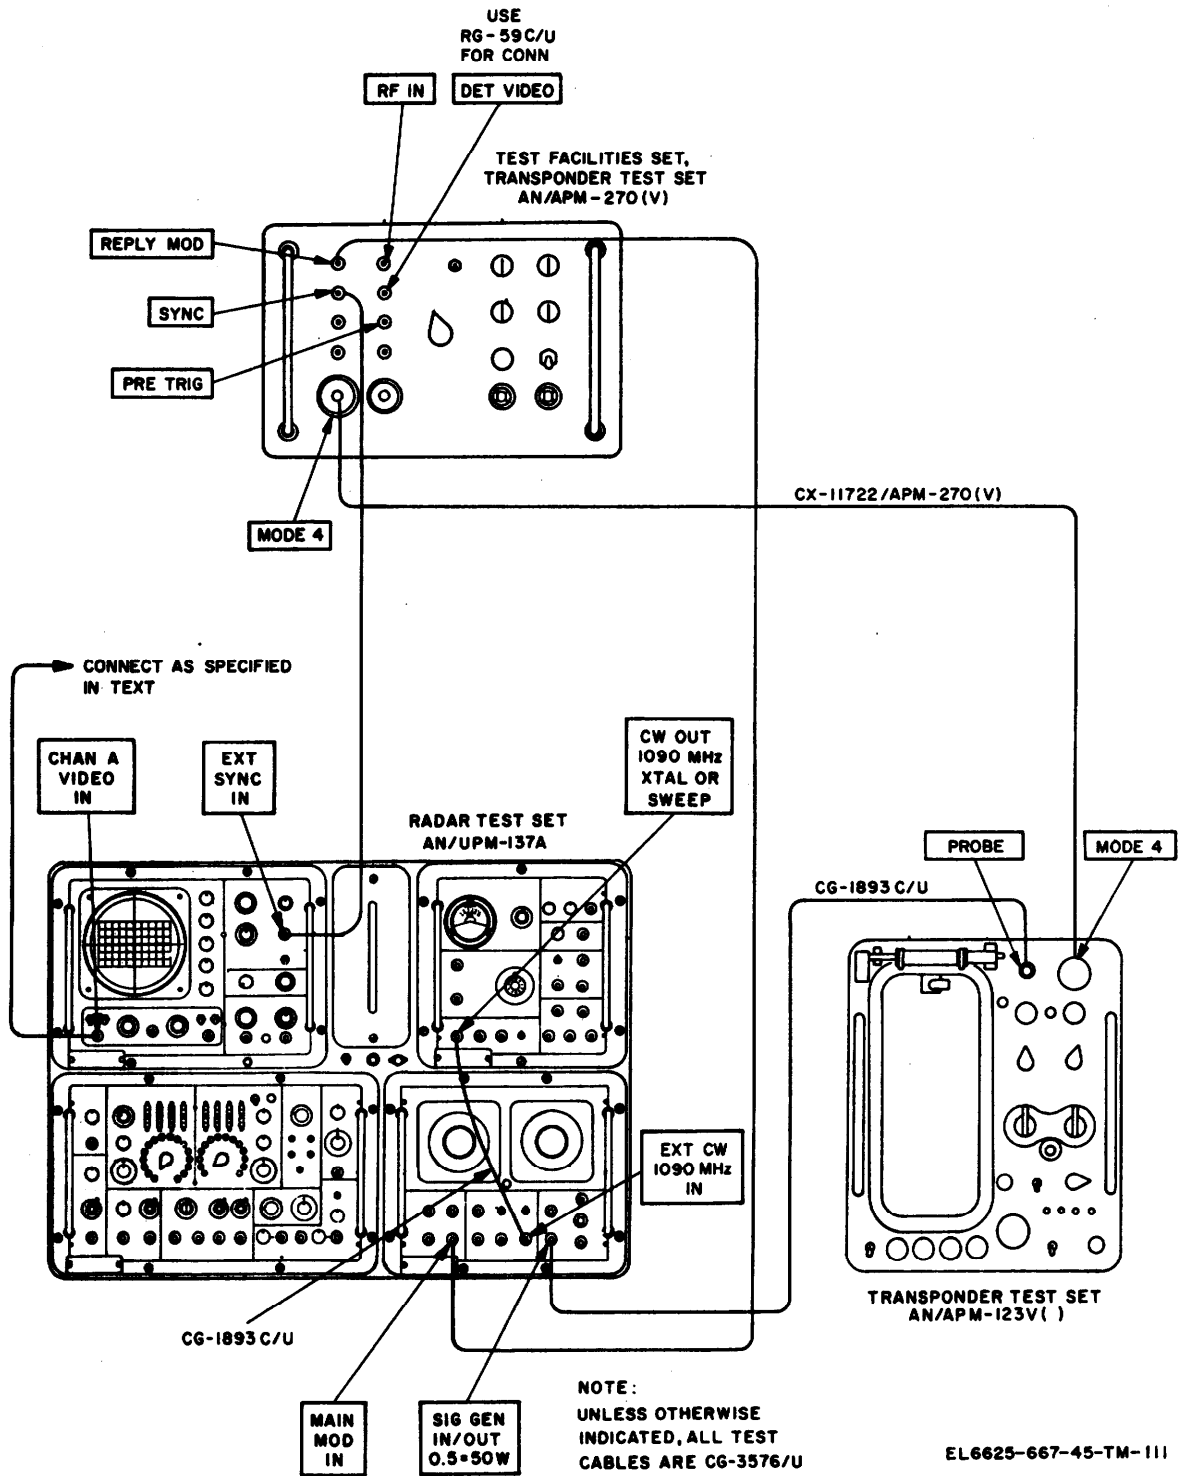 USE
RG-59C/U
FOR CONN
RF IN
DET VIDEO
TEST FACILITIES SET,
TRANSPONDER TEST SET
AN/APM-270(V)
REPLY MOD
SYNC
PRE TRIG
MODE 4
CX-11722/APM-270(V)
CONNECT AS SPECIFIED
IN TEXT
CHAN A
VIDEO
IN
EXT
SYNC
IN
CW OUT
1090 MHz
XTAL OR
SWEEP
RADAR TEST SET
AN/UPM-137A
PROBE
MODE 4
CG-1893C/U
EXT CW
1090 MHz
IN
TRANSPONDER TEST SET
AN/APM-123V( )
CG-1893C/U
MAIN
MOD
IN
SIG GEN
IN/OUT
0.5=50W
NOTE:
UNLESS OTHERWISE
INDICATED, ALL TEST
CABLES ARE CG-3576/U
EL6625-667-45-TM-111